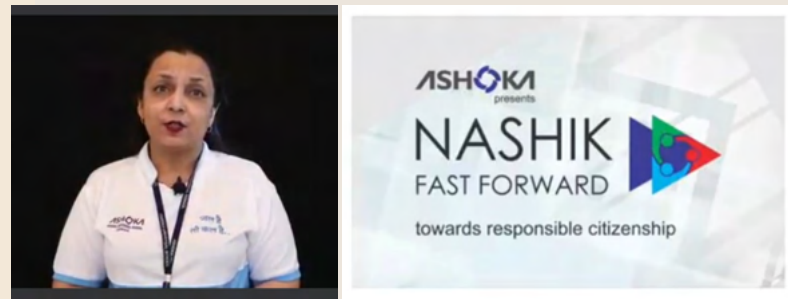 ASHOKA
ASHOKA
presents
NASHIK
FAST FORWARD
towards responsible citizenship